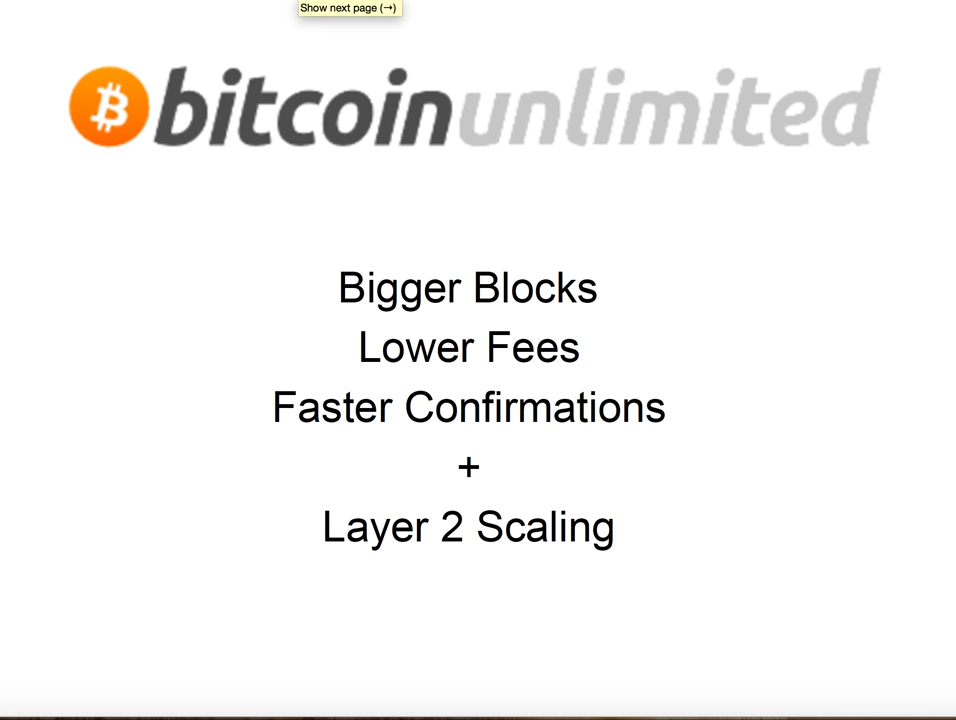 Show next page (→)
bitcoinunlimited
Bigger Blocks
Lower Fees
Faster Confirmations
+
Layer 2 Scaling